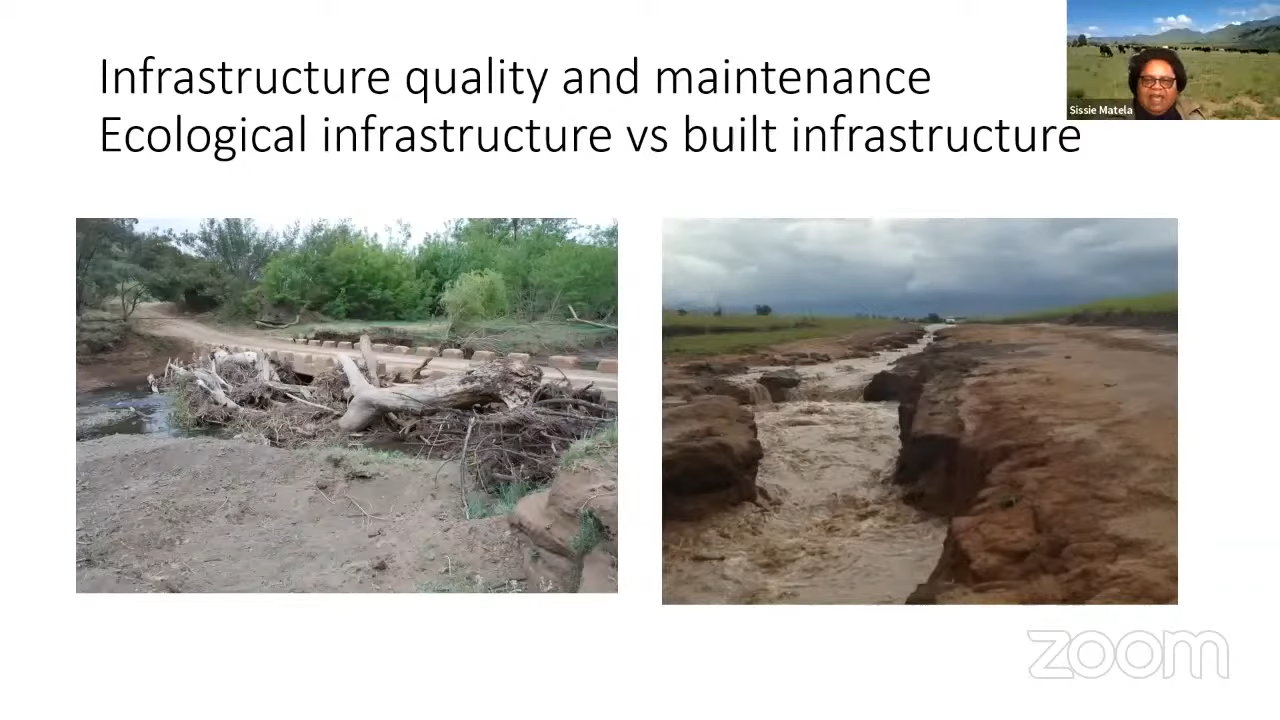 Infrastructure quality and maintenance
Ecological infrastructure vs built infrastructure
Sissie Matela
zoom